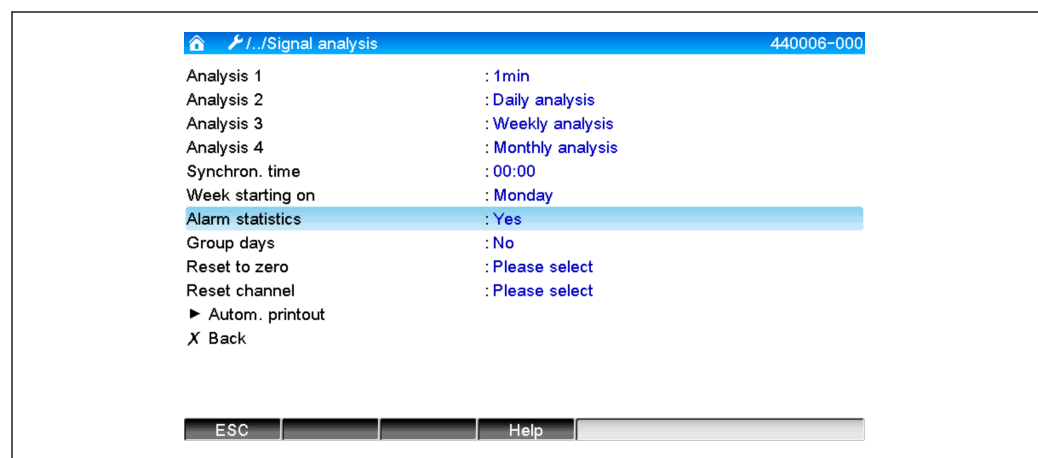 /../Signal analysis 440006-000
Analysis 1 : 1min
Analysis 2 : Daily analysis
Analysis 3 : Weekly analysis
Analysis 4 : Monthly analysis
Synchron. time : 00:00
Week starting on : Monday
Alarm statistics : Yes
Group days : No
Reset to zero : Please select
Reset channel : Please select
► Autom. printout
X Back
ESC Help